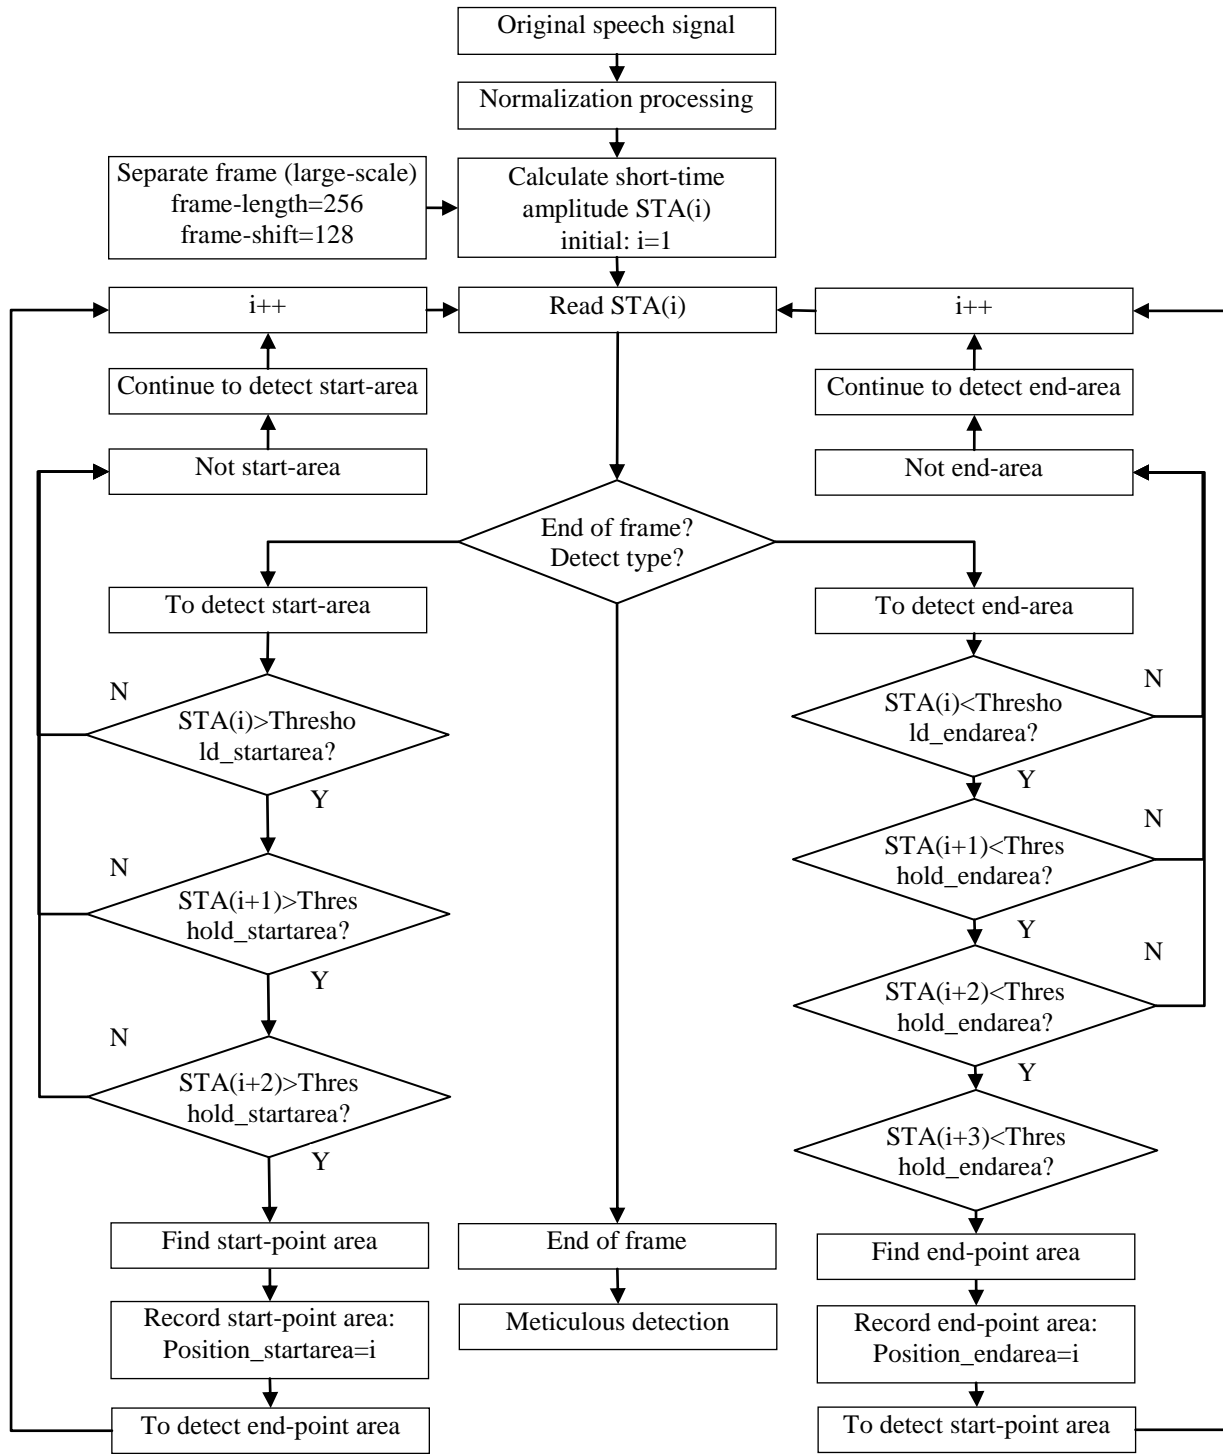 Original speech signal
Normalization processing
Separate frame (large-scale)
frame-length=256
frame-shift=128
Calculate short-time
amplitude STA(i)
initial: i=1
i++
Read STA(i)
i++
Continue to detect start-area
Continue to detect end-area
Not start-area
Not end-area
End of frame?
Detect type?
To detect start-area
To detect end-area
N
STA(i)>Thresho
ld_startarea?
Y
N
STA(i)<Thresho
ld_endarea?
Y
N
STA(i+1)>Thres
hold_startarea?
Y
N
STA(i+1)<Thres
hold_endarea?
Y
N
STA(i+2)>Thres
hold_startarea?
Y
N
STA(i+2)<Thres
hold_endarea?
Y
STA(i+3)<Thres
hold_endarea?
Find start-point area
End of frame
Find end-point area
Record start-point area:
Position_startarea=i
Meticulous detection
Record end-point area:
Position_endarea=i
To detect end-point area
To detect start-point area